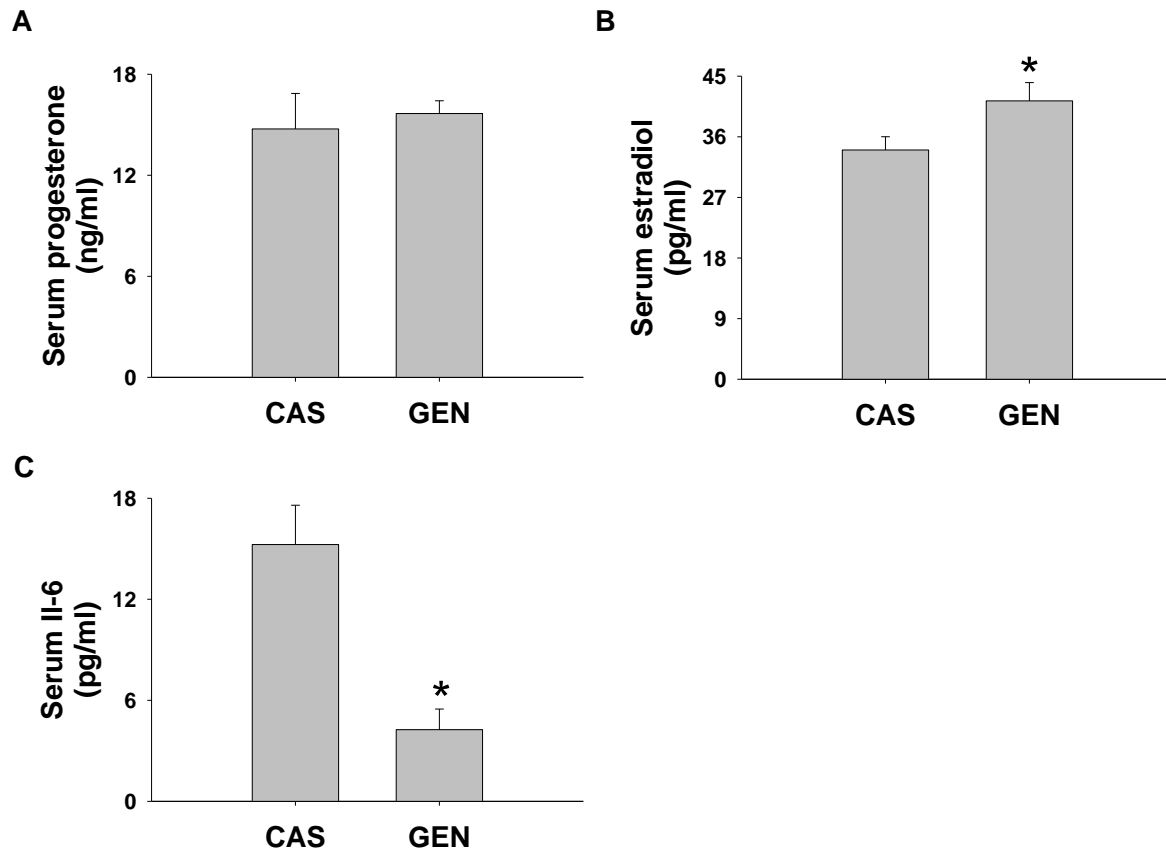 A
Serum progesterone
(ng/ml)
18
12
6
0
CAS GEN
B
Serum estradiol
(pg/ml)
45
36
27
18
9
0
*
CAS GEN
C
Serum Il-6
(pg/ml)
18
12
6
0
*
CAS GEN